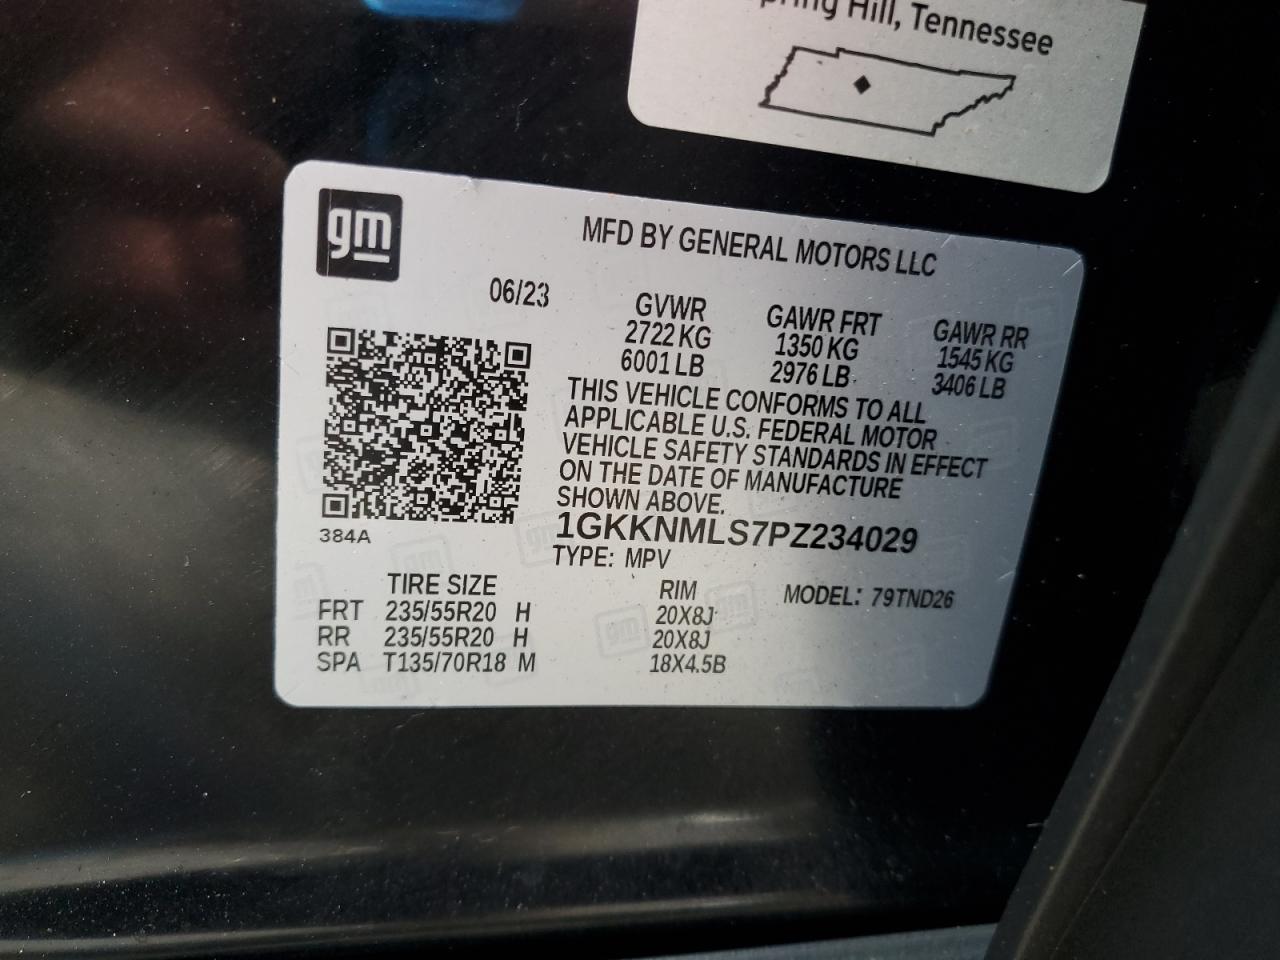 Spring Hill, Tennessee
gm
MFD BY GENERAL MOTORS LLC
06/23
GVWR GAWR FRT GAWR RR
2722 KG 1350 KG 1545 KG
6001 LB 2976 LB 3406 LB
THIS VEHICLE CONFORMS TO ALL
APPLICABLE U.S. FEDERAL MOTOR
VEHICLE SAFETY STANDARDS IN EFFECT
ON THE DATE OF MANUFACTURE
SHOWN ABOVE.
1GKKNMLS7PZ234029
384A
TYPE: MPV
TIRE SIZE RIM MODEL: 79TND26
FRT 235/55R20 H 20X8J
RR 235/55R20 H 20X8J
SPA T135/70R18 M 18X4.5B